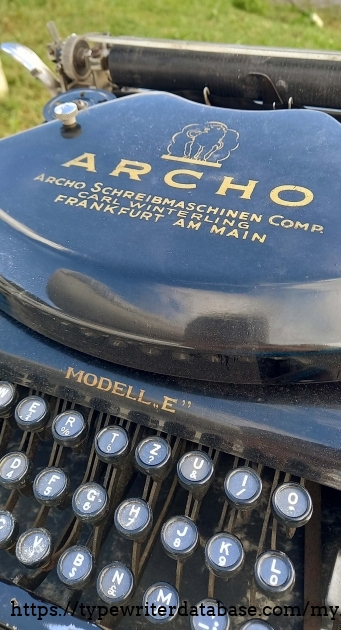 ARCHO
ARCHO SCHREIBMASCHINEN COMP.
CARL WINTERLING
FRANKFURT AM MAIN
MODELL „E”
E R T Z U I O
D F G H J K L
V B N M
https://typewriterdatabase.com/my